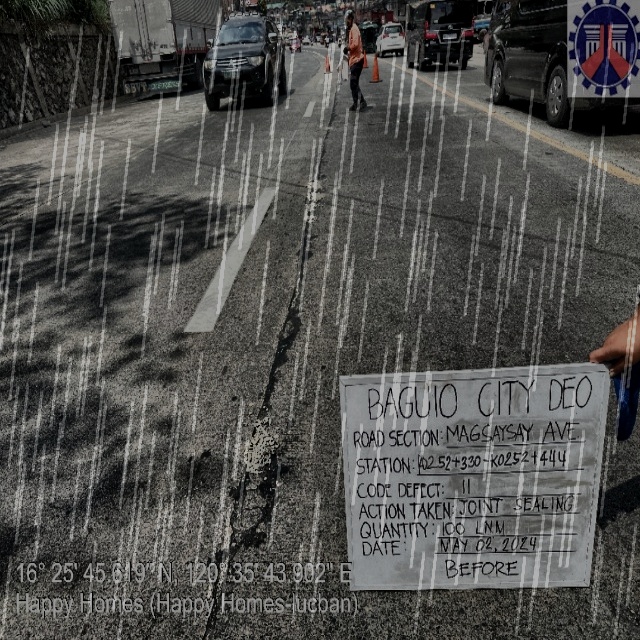 BAGUIO CITY DEO
ROAD SECTION: MAGSAYSAY AVE
STATION: K0252+330-K0252+444
CODE DEFECT: 11
ACTION TAKEN: JOINT SEALING
QUANTITY: 100 LNM
DATE: MAY 02, 2024
BEFORE
16° 25' 45.619" N, 120° 35' 43.902" E
Happy Homes (Happy Homes-lucban)